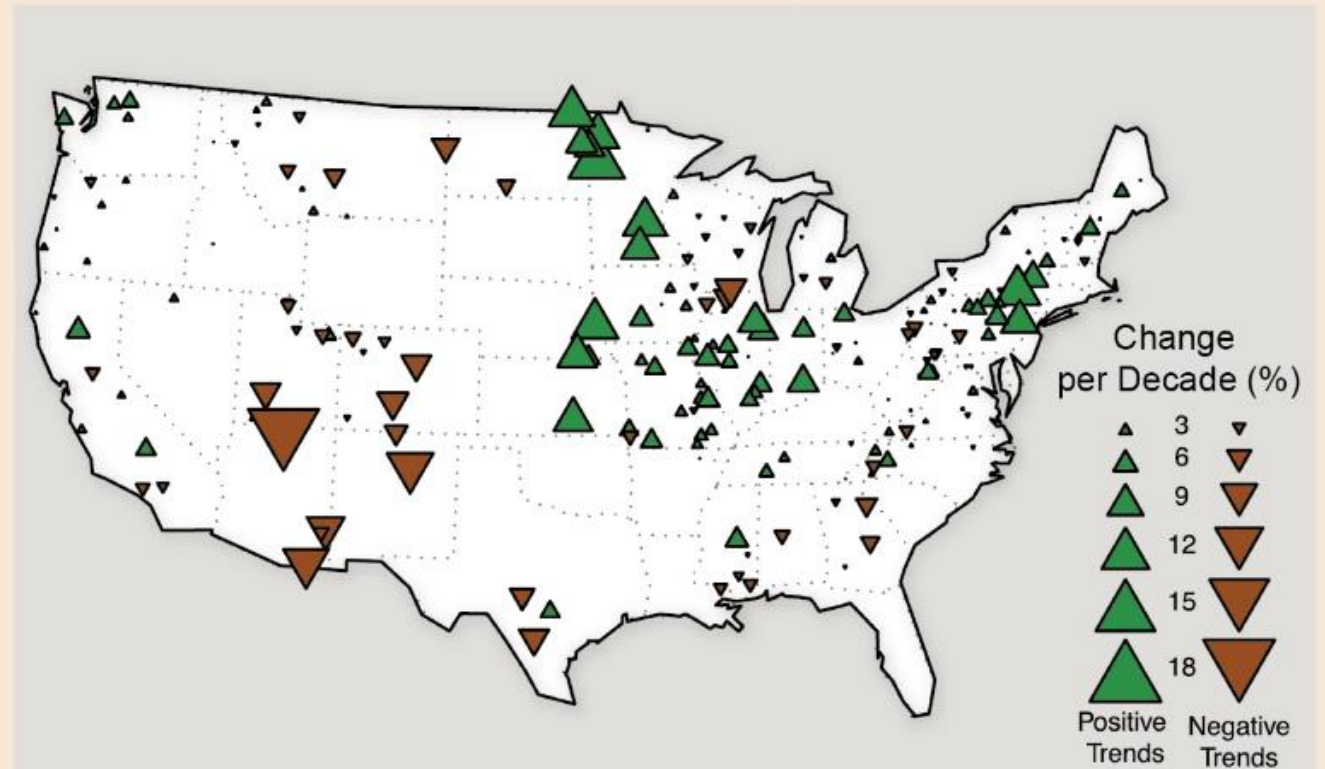 Change
per Decade (%)
3
6
9
12
15
18
Positive Negative
Trends Trends